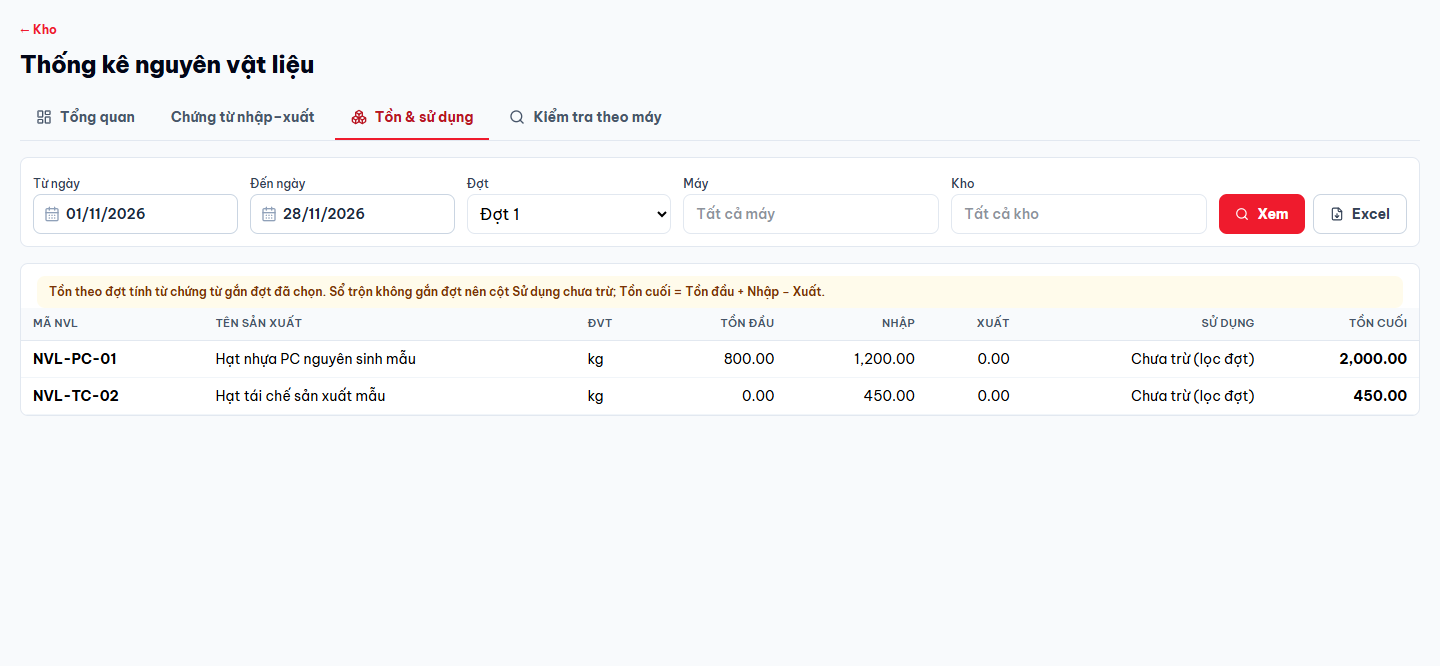 ← Kho
Thống kê nguyên vật liệu
Tổng quan Chứng từ nhập-xuất Tồn & sử dụng Kiểm tra theo máy
Từ ngày Đến ngày Đợt Máy Kho
01/11/2026 28/11/2026 Đợt 1 Tất cả máy Tất cả kho Xem Excel
Tồn theo đợt tính từ chứng từ gắn đợt đã chọn. Sổ trộn không gắn đợt nên cột Sử dụng chưa trừ; Tồn cuối = Tồn đầu + Nhập - Xuất.
MÃ NVL TÊN SẢN XUẤT ĐVT TỒN ĐẦU NHẬP XUẤT SỬ DỤNG TỒN CUỐI
NVL-PC-01 Hạt nhựa PC nguyên sinh mẫu kg 800.00 1,200.00 0.00 Chưa trừ (lọc đợt) 2,000.00
NVL-TC-02 Hạt tái chế sản xuất mẫu kg 0.00 450.00 0.00 Chưa trừ (lọc đợt) 450.00